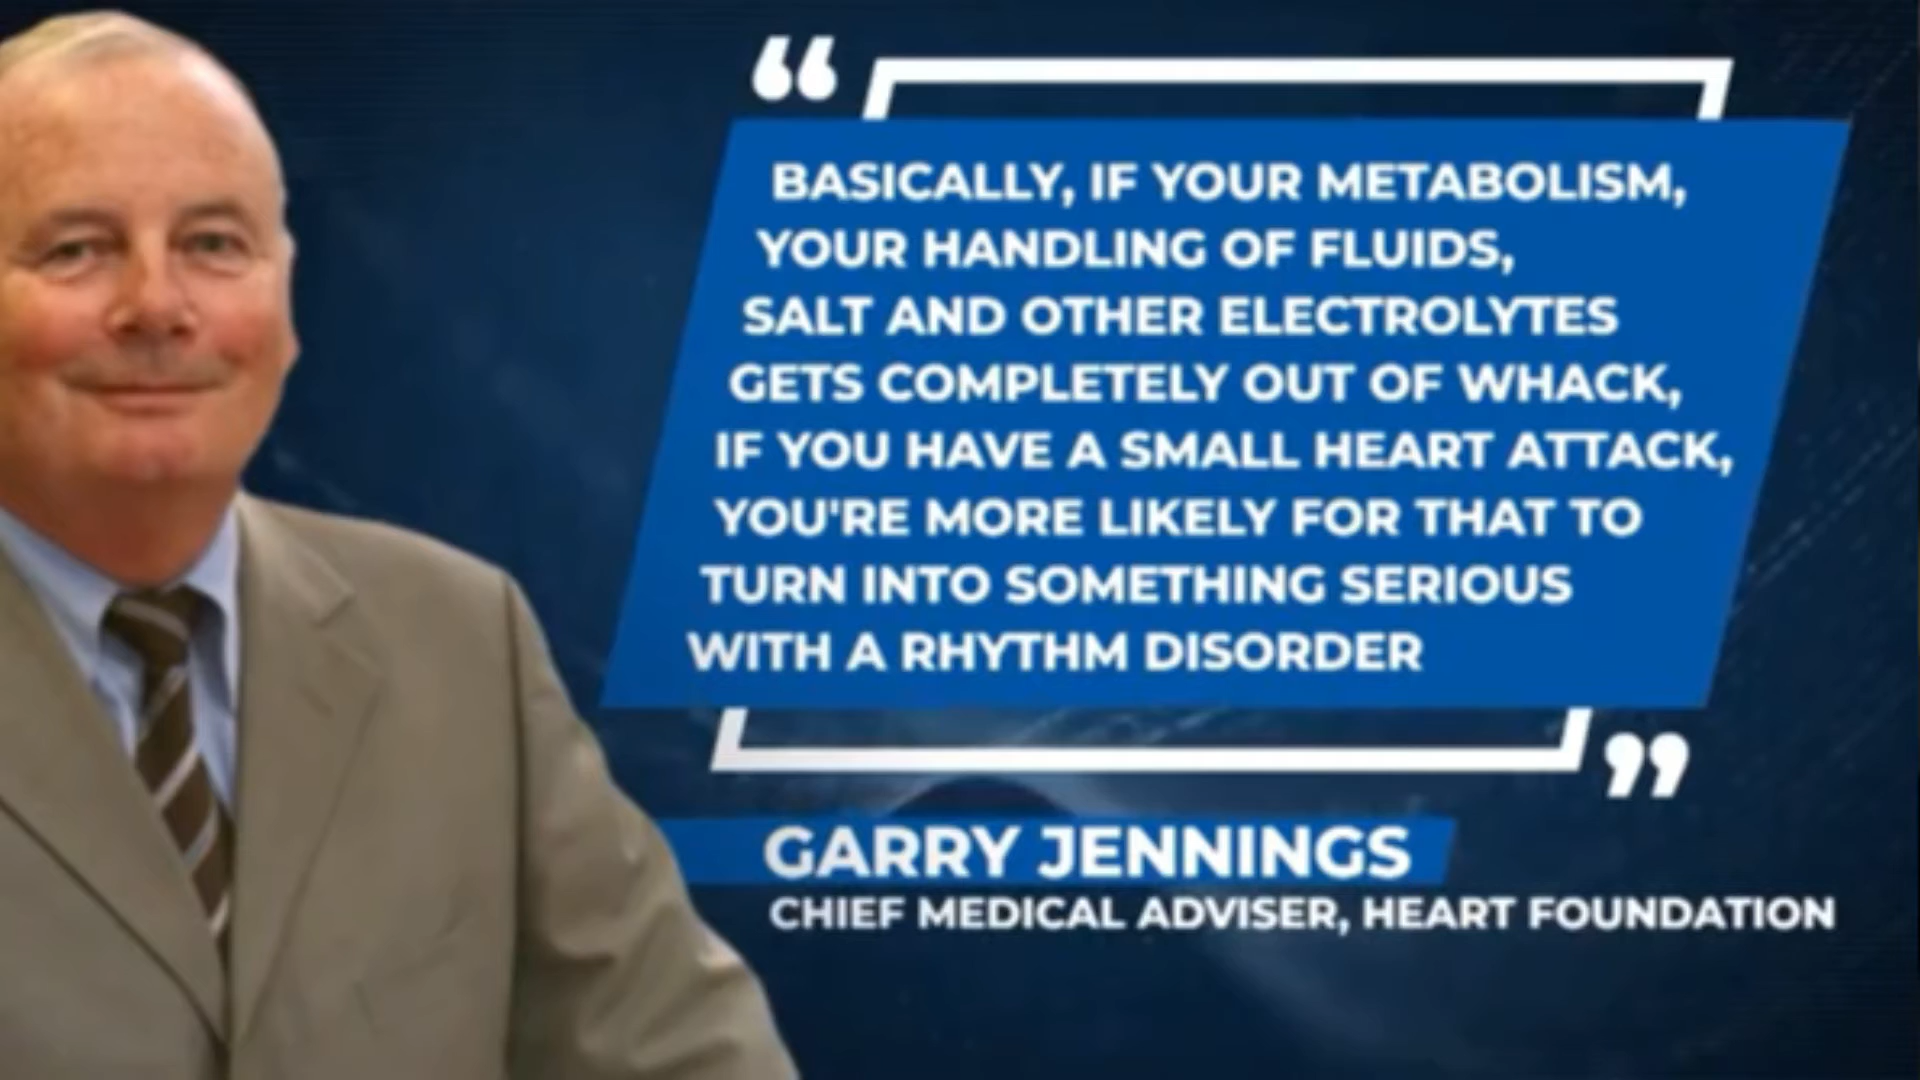 “
BASICALLY, IF YOUR METABOLISM,
YOUR HANDLING OF FLUIDS,
SALT AND OTHER ELECTROLYTES
GETS COMPLETELY OUT OF WHACK,
IF YOU HAVE A SMALL HEART ATTACK,
YOU'RE MORE LIKELY FOR THAT TO
TURN INTO SOMETHING SERIOUS
WITH A RHYTHM DISORDER
”
GARRY JENNINGS
CHIEF MEDICAL ADVISER, HEART FOUNDATION